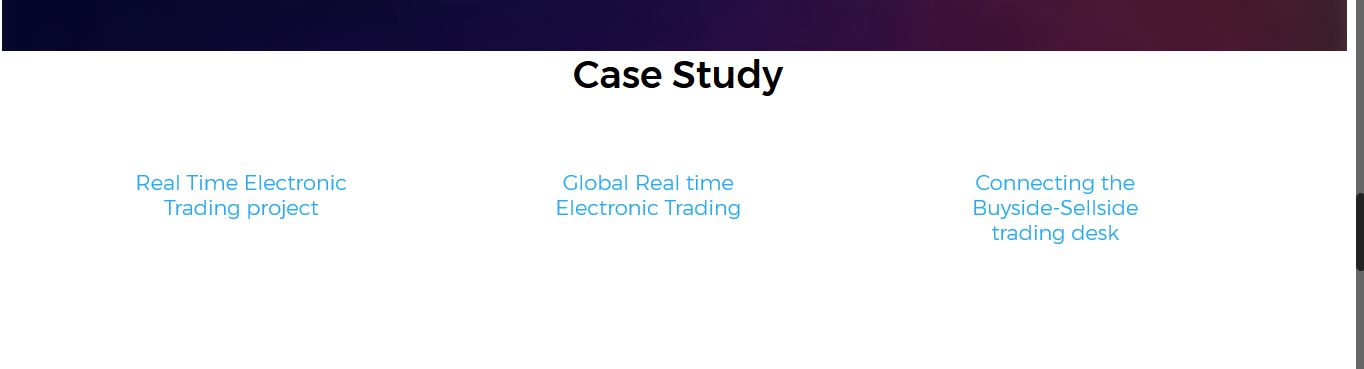 Case Study
Real Time Electronic
Trading project
Global Real time
Electronic Trading
Connecting the
Buyside-Sellside
trading desk